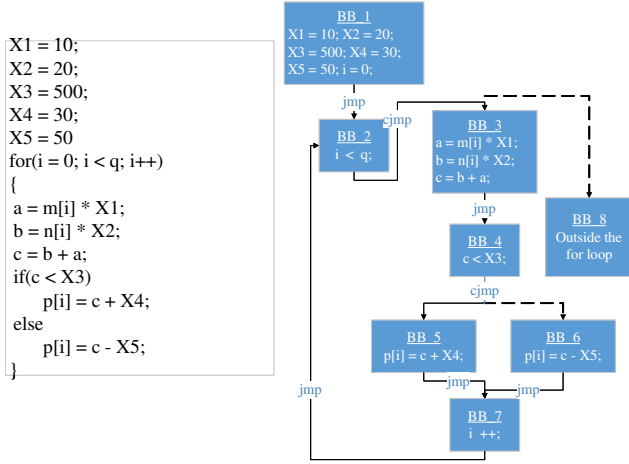 X1 = 10;
X2 = 20;
X3 = 500;
X4 = 30;
X5 = 50
for(i = 0; i < q; i++)
{
a = m[i] * X1;
b = n[i] * X2;
c = b + a;
if(c < X3)
p[i] = c + X4;
else
p[i] = c - X5;
}
BB_1
X1 = 10; X2 = 20;
X3 = 500; X4 = 30;
X5 = 50; i = 0;
jmp
cjmp
BB_2
i < q;
BB_3
a = m[i] * X1;
b = n[i] * X2;
c = b + a;
jmp
BB_8
Outside the
for loop
BB_4
c < X3;
cjmp
BB_5
p[i] = c + X4;
BB_6
p[i] = c - X5;
jmp
jmp
jmp
BB_7
i ++;